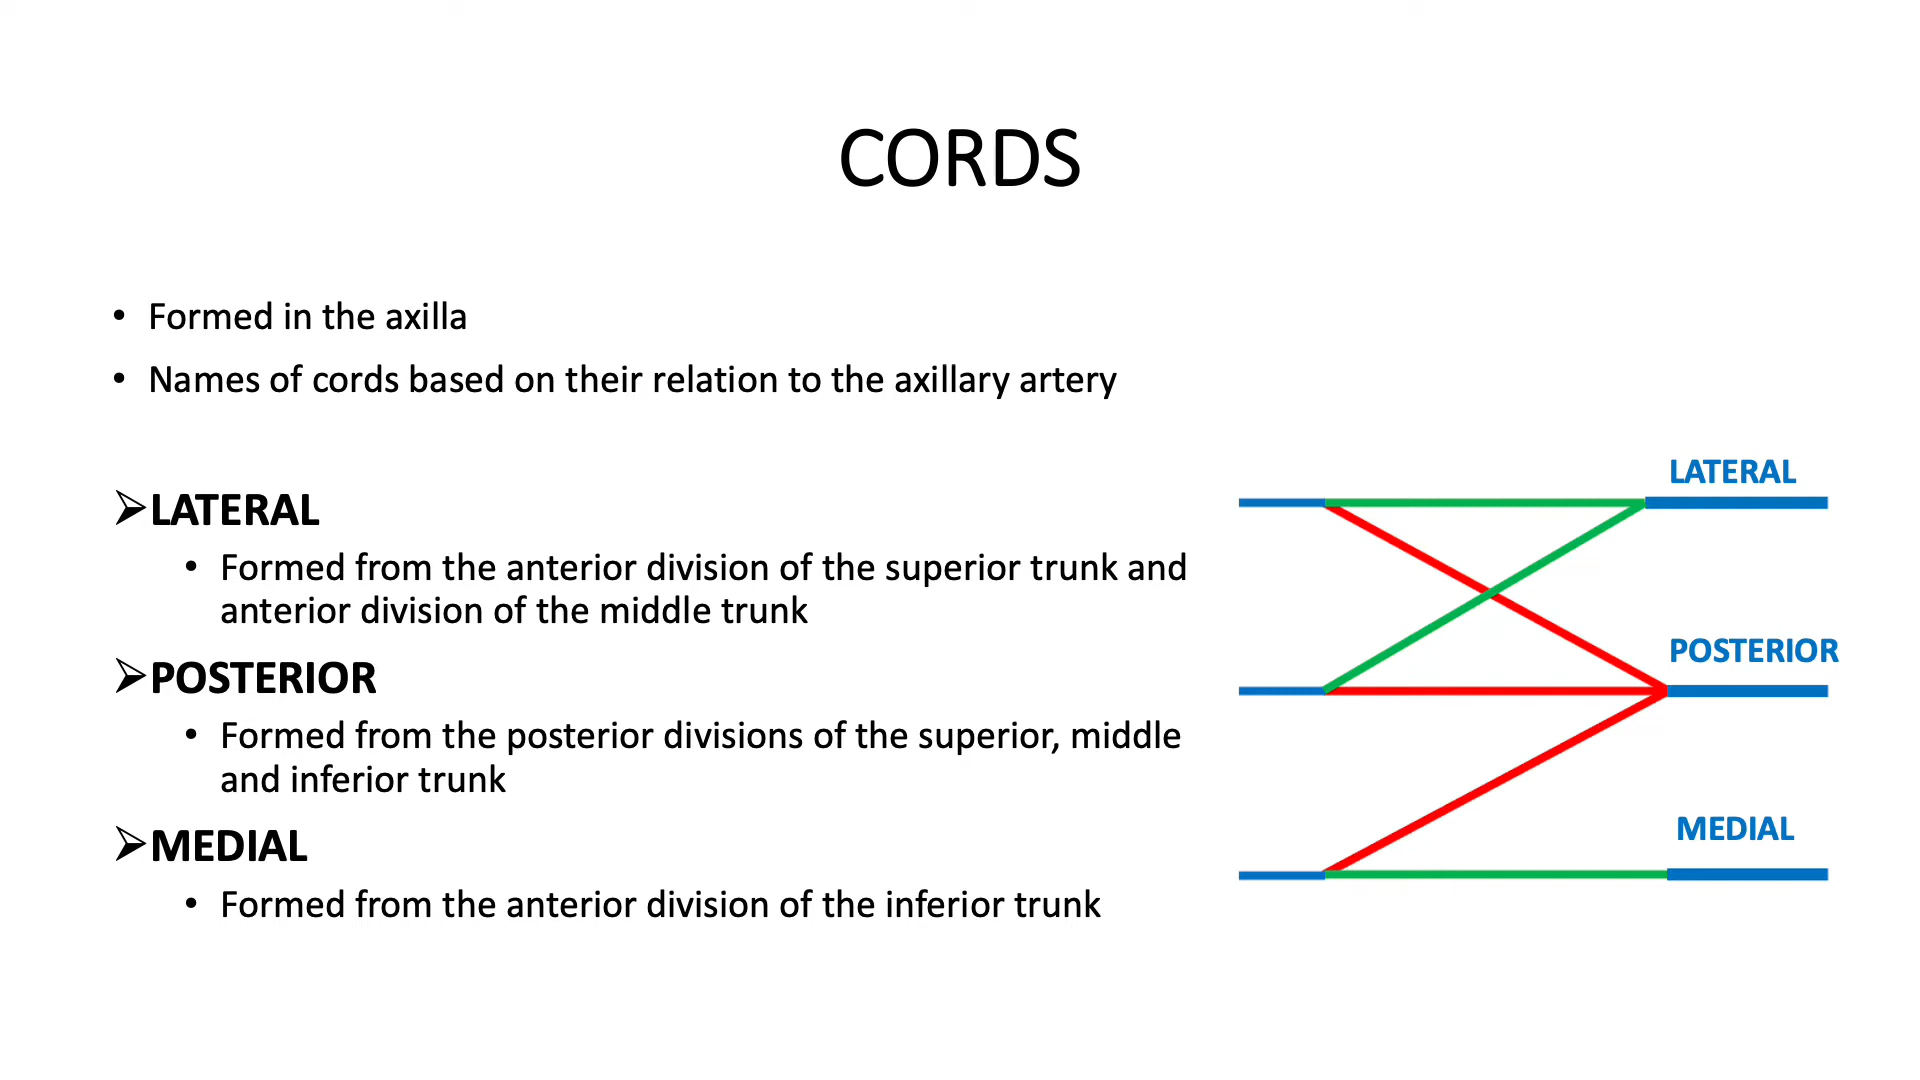 CORDS
• Formed in the axilla
• Names of cords based on their relation to the axillary artery
➢LATERAL
• Formed from the anterior division of the superior trunk and
anterior division of the middle trunk
➢POSTERIOR
• Formed from the posterior divisions of the superior, middle
and inferior trunk
➢MEDIAL
• Formed from the anterior division of the inferior trunk
LATERAL
POSTERIOR
MEDIAL